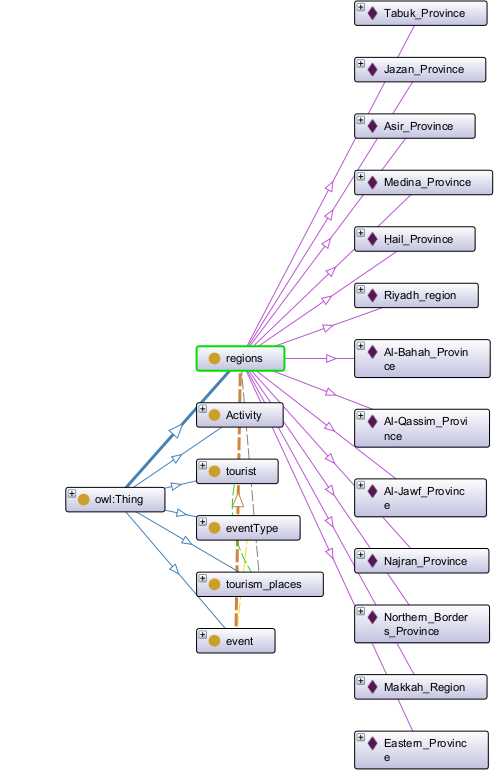 Tabuk_Province
Jazan_Province
Asir_Province
Medina_Province
Ḥail_Province
Riyadh_region
regions
Al-Bahah_Provin
ce
Activity
Al-Qassim_Provi
nce
tourist
owl:Thing
Al-Jawf_Provinc
e
eventType
Najran_Province
tourism_places
Northern_Border
s_Province
event
Makkah_Region
Eastern_Provinc
e